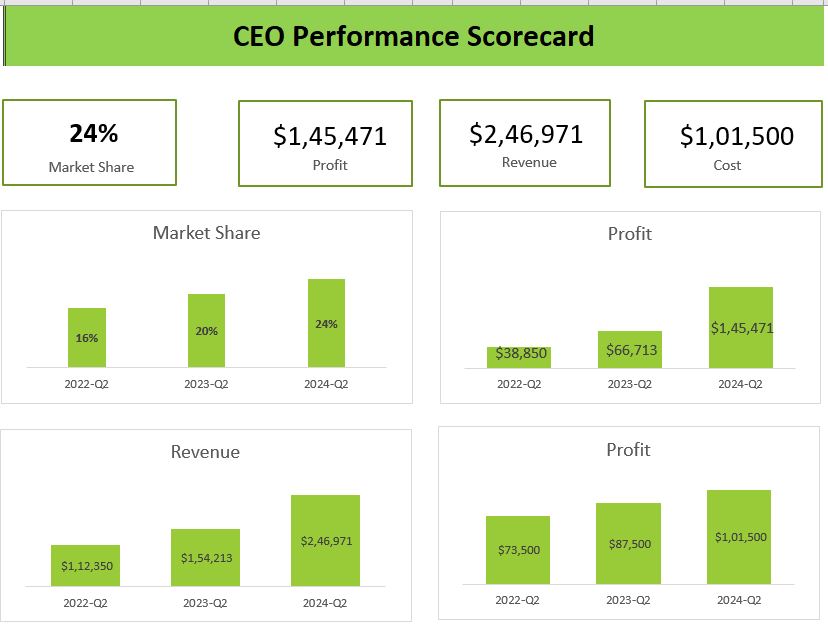 CEO Performance Scorecard
24%
Market Share
$1,45,471
Profit
$2,46,971
Revenue
$1,01,500
Cost
Market Share
16%
20%
24%
2022-Q2
2023-Q2
2024-Q2
Profit
$38,850
$66,713
$1,45,471
2022-Q2
2023-Q2
2024-Q2
Revenue
$1,12,350
$1,54,213
$2,46,971
2022-Q2
2023-Q2
2024-Q2
Profit
$73,500
$87,500
$1,01,500
2022-Q2
2023-Q2
2024-Q2